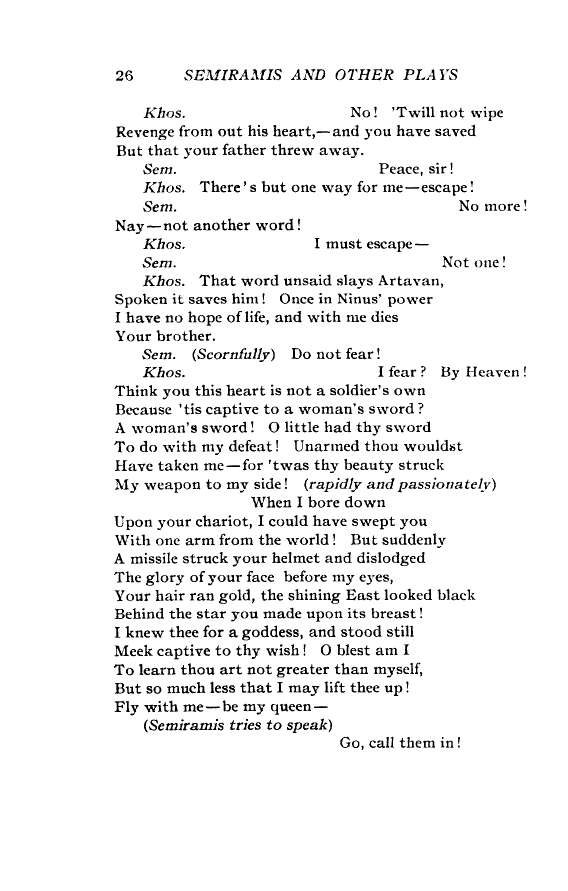 26 SEMIRAMIS AND OTHER PLAYS
Khos. No! 'Twill not wipe
Revenge from out his heart,—and you have saved
But that your father threw away.
Sem. Peace, sir!
Khos. There's but one way for me—escape!
Sem. No more!
Nay—not another word!
Khos. I must escape—
Sem. Not one!
Khos. That word unsaid slays Artavan,
Spoken it saves him! Once in Ninus' power
I have no hope of life, and with me dies
Your brother.
Sem. (Scornfully) Do not fear!
Khos. I fear? By Heaven!
Think you this heart is not a soldier's own
Because 'tis captive to a woman's sword?
A woman's sword! O little had thy sword
To do with my defeat! Unarmed thou wouldst
Have taken me—for 'twas thy beauty struck
My weapon to my side! (rapidly and passionately)
When I bore down
Upon your chariot, I could have swept you
With one arm from the world! But suddenly
A missile struck your helmet and dislodged
The glory of your face before my eyes,
Your hair ran gold, the shining East looked black
Behind the star you made upon its breast!
I knew thee for a goddess, and stood still
Meek captive to thy wish! O blest am I
To learn thou art not greater than myself,
But so much less that I may lift thee up!
Fly with me—be my queen—
(Semiramis tries to speak)
Go, call them in!